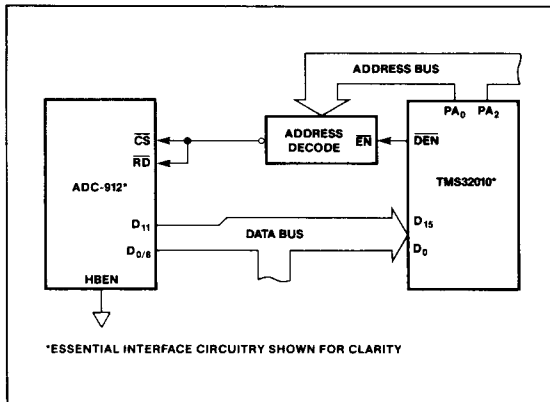 ADDRESS BUS
PA0 PA2
CS
RD
ADDRESS
DECODE
EN
DEN
ADC-912*
TMS32010*
D11
D0/8
DATA BUS
D15
D0
HBEN
*ESSENTIAL INTERFACE CIRCUITRY SHOWN FOR CLARITY